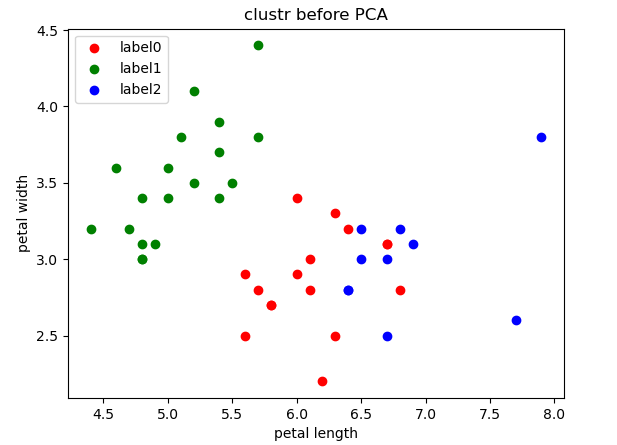 clustr before PCA
label0
label1
label2
4.5
4.0
3.5
3.0
2.5
petal width
4.5 5.0 5.5 6.0 6.5 7.0 7.5 8.0
petal length